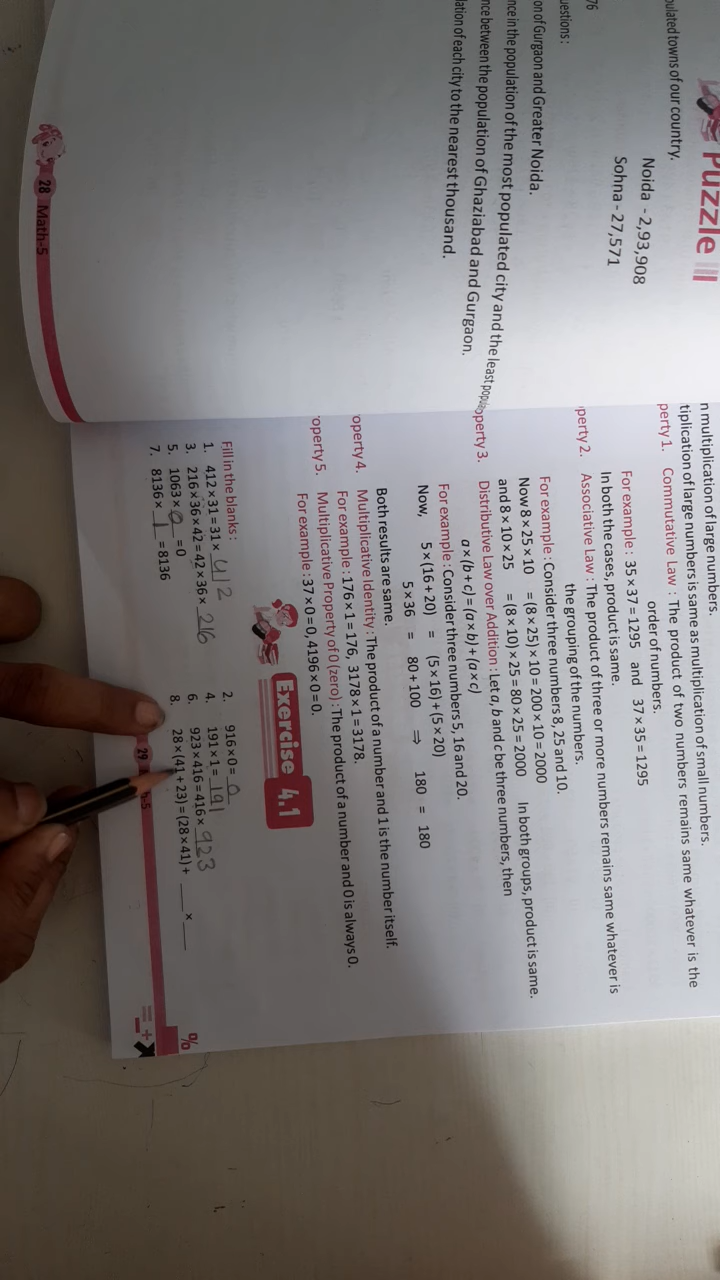 Puzzle
pulated towns of our country.
Noida - 2,93,908
Sohna - 27,571
76
uestions :
on of Gurgaon and Greater Noida.
nce in the population of the most populated city and the least
nce between the population of Ghaziabad and Gurgaon.
lation of each city to the nearest thousand.
28 Math-5
n multiplication of large numbers.
tiplication of large numbers is same as multiplication of small numbers.
perty 1. Commutative Law : The product of two numbers remains same whatever is the
order of numbers.
For example : 35 x 37 = 1295 and 37 x 35 = 1295
In both the cases, product is same.
perty 2. Associative Law : The product of three or more numbers remains same whatever is
the grouping of the numbers.
For example : Consider three numbers 8, 25 and 10.
Now 8 x 25 x 10 = (8 x 25) x 10 = 200 x 10 = 2000
and 8 x 10 x 25 = (8 x 10) x 25 = 80 x 25 = 2000 In both groups, product is same.
operty 3. Distributive Law over Addition : Let a, b and c be three numbers, then
a x (b + c) = (a x b) + (a x c)
For example : Consider three numbers 5, 16 and 20.
Now, 5 x (16 + 20) = (5 x 16) + (5 x 20)
5 x 36 = 80 + 100 ⇒ 180 = 180
Both results are same.
operty 4. Multiplicative Identity : The product of a number and 1 is the number itself.
For example : 176 x 1 = 176, 3178 x 1 = 3178.
operty 5. Multiplicative Property of 0 (zero) : The product of a number and 0 is always 0.
For example : 37 x 0 = 0, 4196 x 0 = 0.
Exercise 4.1
Fill in the blanks :
1. 412 x 31 = 31 x 412 2. 916 x 0 = 0
3. 216 x 36 x 42 = 42 x 36 x 216 4. 191 x 1 = 191
5. 1063 x 0 = 0 6. 923 x 416 = 416 x 923
7. 8136 x 1 = 8136 8. 28 x (41 + 23) = (28 x 41) + ___ x ___
29 h-5